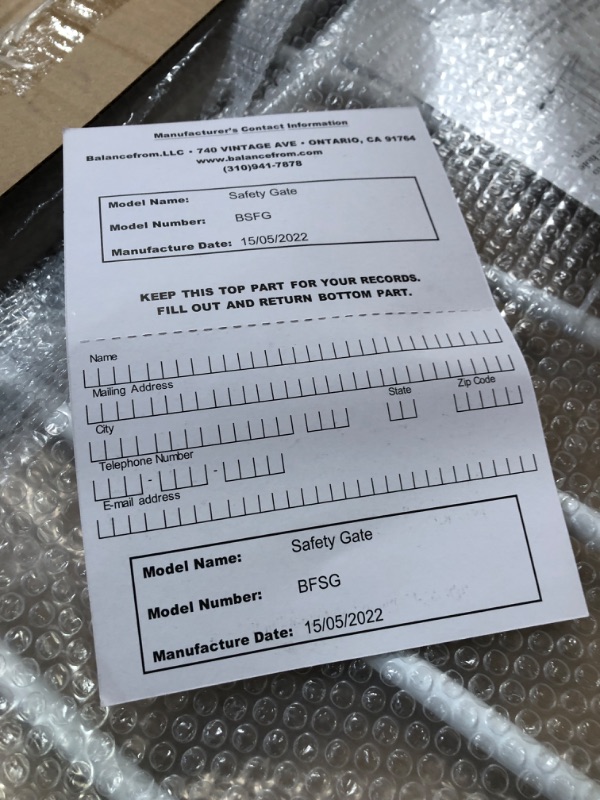 Manufacturer's Contact Information
Balancefrom.LLC • 740 VINTAGE AVE • ONTARIO, CA 91764
www.balancefrom.com
(310)941-7878
Model Name: Safety Gate
Model Number: BSFG
Manufacture Date: 15/05/2022
KEEP THIS TOP PART FOR YOUR RECORDS.
FILL OUT AND RETURN BOTTOM PART.
Name
Mailing Address
City State Zip Code
Telephone Number
- -
E-mail address
Model Name: Safety Gate
Model Number: BFSG
Manufacture Date: 15/05/2022